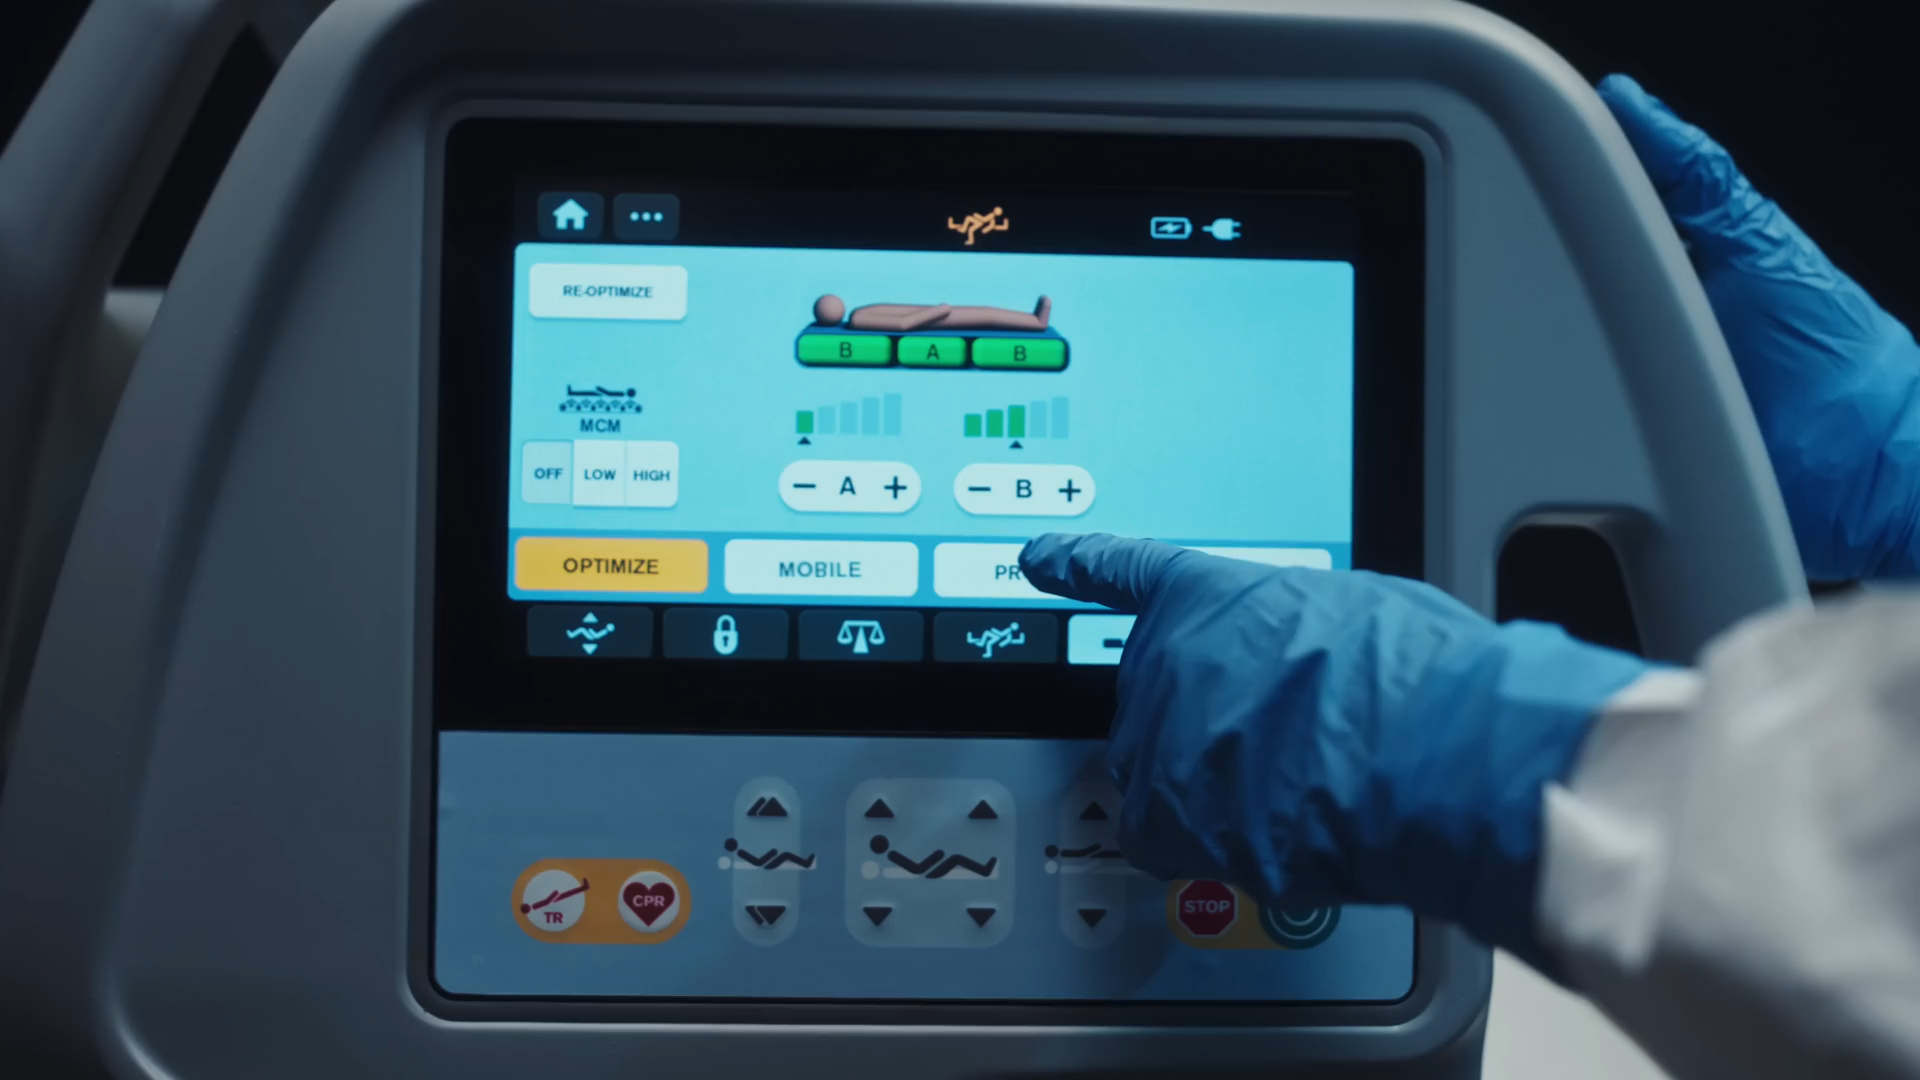 RE-OPTIMIZE
B A B
MCM
OFF LOW HIGH
− A +
− B +
OPTIMIZE
MOBILE
TR
CPR
STOP